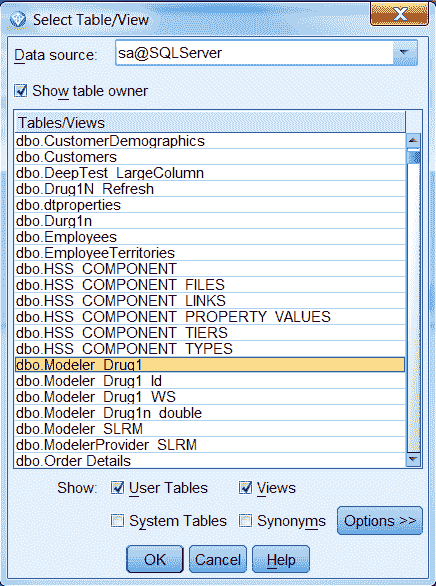 Select Table/View
Data source: sa@SQLServer
Show table owner
Tables/Views
dbo.CustomerDemographics
dbo.Customers
dbo.DeepTest_LargeColumn
dbo.Drug1N_Refresh
dbo.dtproperties
dbo.Durg1n
dbo.Employees
dbo.EmployeeTerritories
dbo.HSS_COMPONENT
dbo.HSS_COMPONENT_FILES
dbo.HSS_COMPONENT_LINKS
dbo.HSS_COMPONENT_PROPERTY_VALUES
dbo.HSS_COMPONENT_TIERS
dbo.HSS_COMPONENT_TYPES
dbo.Modeler_Drug1
dbo.Modeler_Drug1_Id
dbo.Modeler_Drug1_WS
dbo.Modeler_Drug1n_double
dbo.Modeler_SLRM
dbo.ModelerProvider_SLRM
dbo.Order Details
Show: User Tables Views
System Tables Synonyms Options >>
OK Cancel Help